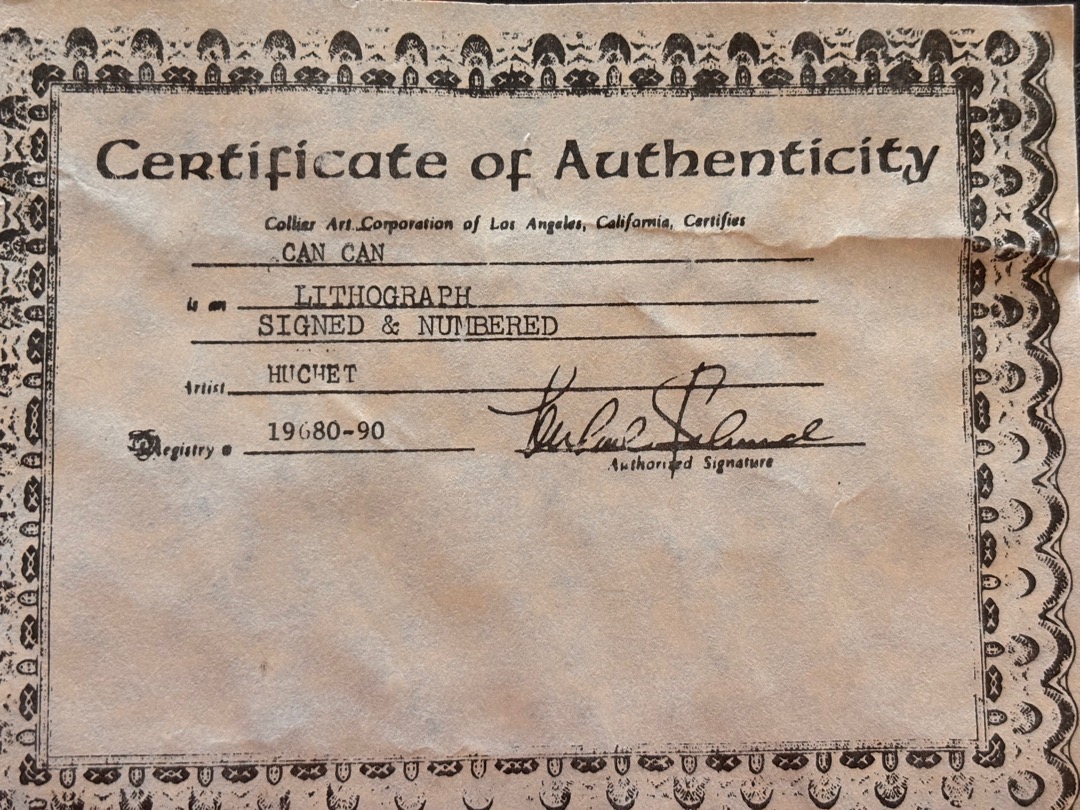 Certificate of Authenticity
Collier Art Corporation of Los Angeles, California, Certifies
CAN CAN
is an LITHOGRAPH
SIGNED & NUMBERED
Artist HUCHET
Registry # 19680-90
Authorized Signature